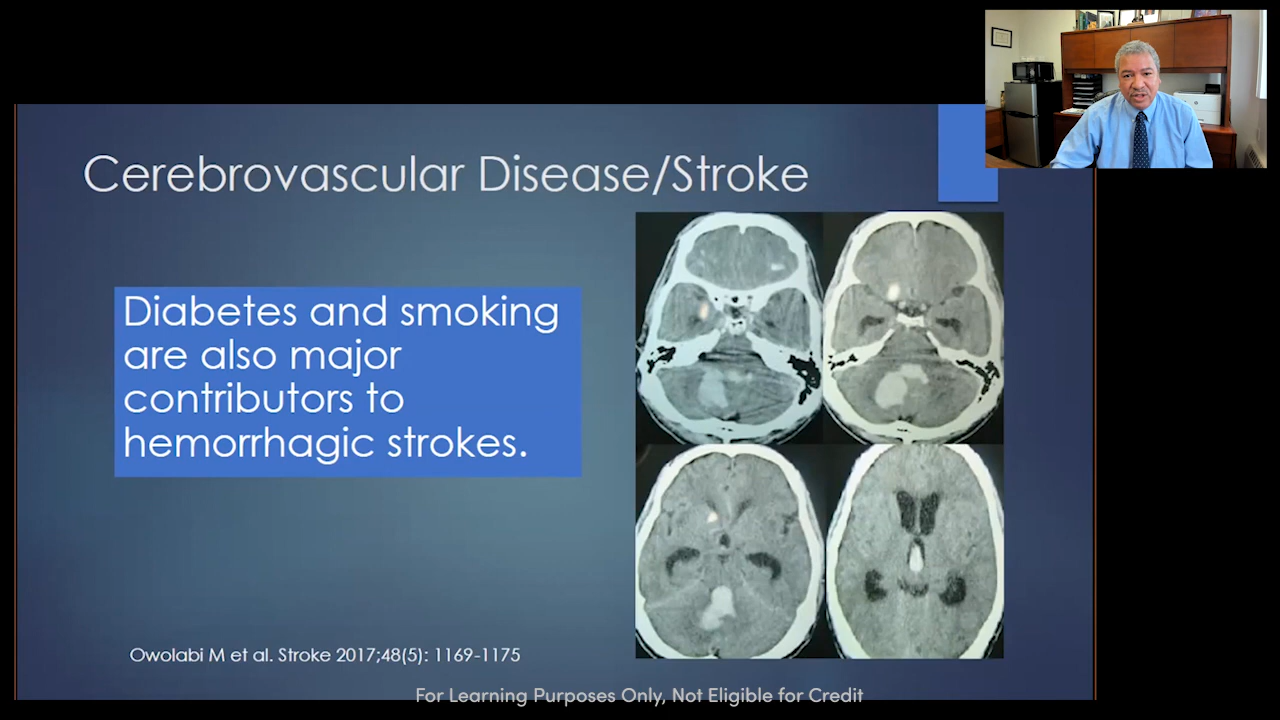 Cerebrovascular Disease/Stroke
Diabetes and smoking
are also major
contributors to
hemorrhagic strokes.
Owolabi M et al. Stroke 2017;48(5): 1169-1175
For Learning Purposes Only, Not Eligible for Credit